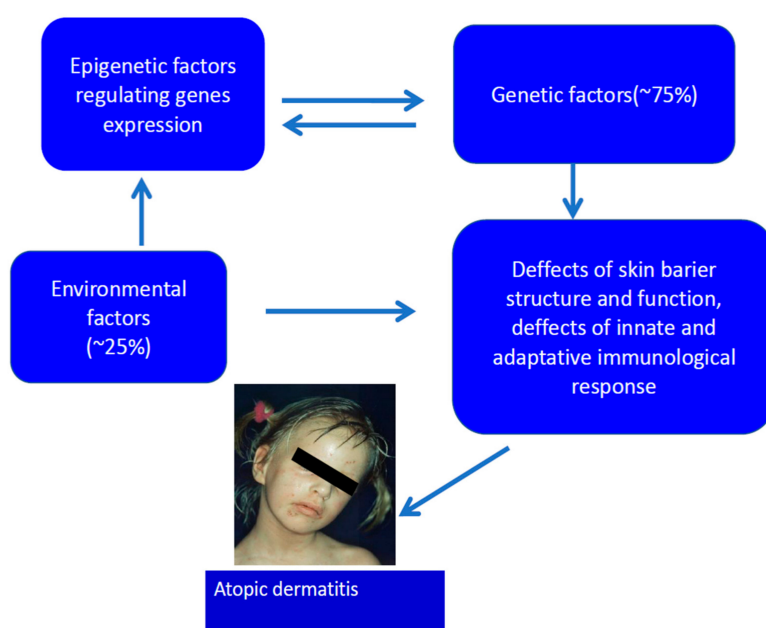 Epigenetic factors
regulating genes
expression
Genetic factors(~75%)
Environmental
factors
(~25%)
Deffects of skin barier
structure and function,
deffects of innate and
adaptative immunological
response
Atopic dermatitis